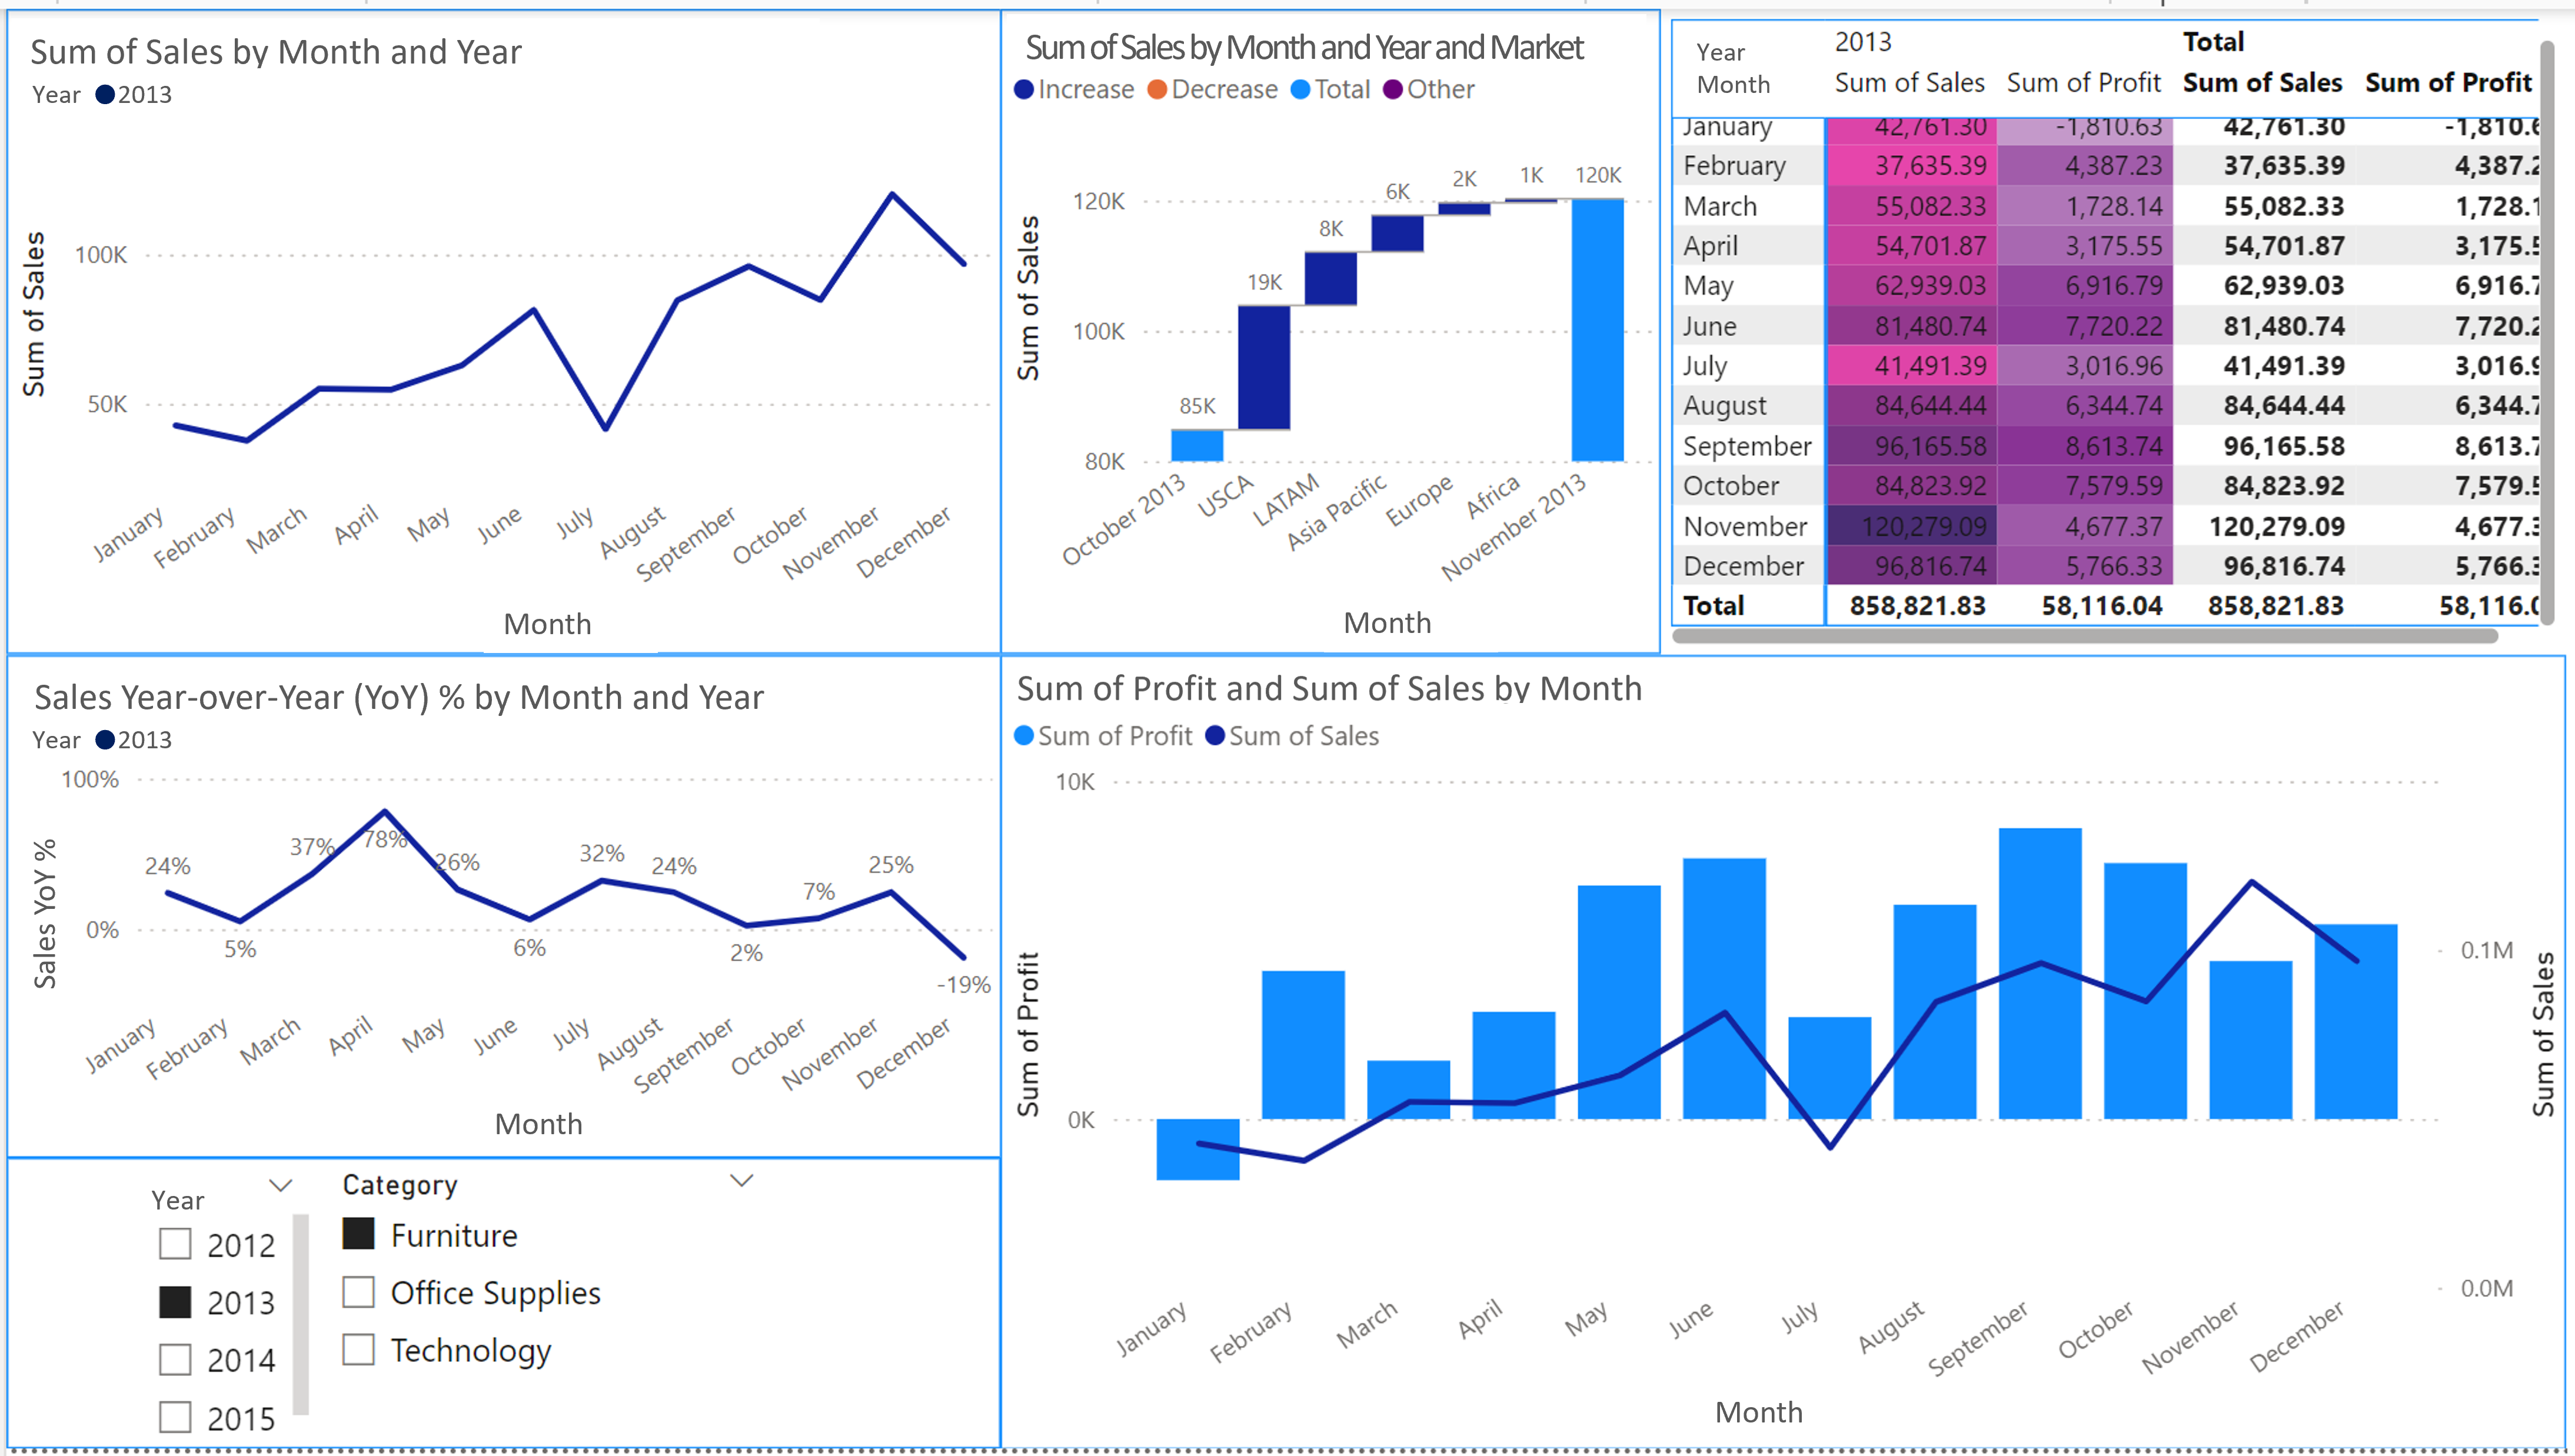 Sum of Sales by Month and Year
Year 2013
Sum of Sales
100K
50K
January
February
March
April
May
June
July
August
September
October
November
December
Month
Sum of Sales by Month and Year and Market
Increase Decrease Total Other
Sum of Sales
120K
100K
80K
85K
19K
8K
6K
2K
1K
120K
October 2013
USCA
LATAM
Asia Pacific
Europe
Africa
November 2013
Month
Year 2013 Total
Month Sum of Sales Sum of Profit Sum of Sales Sum of Profit
January 42,761.30 -1,810.63 42,761.30 -1,810.6
February 37,635.39 4,387.23 37,635.39 4,387.2
March 55,082.33 1,728.14 55,082.33 1,728.1
April 54,701.87 3,175.55 54,701.87 3,175.5
May 62,939.03 6,916.79 62,939.03 6,916.7
June 81,480.74 7,720.22 81,480.74 7,720.2
July 41,491.39 3,016.96 41,491.39 3,016.9
August 84,644.44 6,344.74 84,644.44 6,344.7
September 96,165.58 8,613.74 96,165.58 8,613.7
October 84,823.92 7,579.59 84,823.92 7,579.5
November 120,279.09 4,677.37 120,279.09 4,677.3
December 96,816.74 5,766.33 96,816.74 5,766.3
Total 858,821.83 58,116.04 858,821.83 58,116.0
Sales Year-over-Year (YoY) % by Month and Year
Year 2013
Sales YoY %
100%
0%
24%
5%
37%
78%
26%
6%
32%
24%
2%
7%
25%
-19%
January
February
March
April
May
June
July
August
September
October
November
December
Month
Sum of Profit and Sum of Sales by Month
Sum of Profit Sum of Sales
Sum of Profit
10K
0K
January
February
March
April
May
June
July
August
September
October
November
December
Month
0.1M
0.0M
Sum of Sales
Year
2012
2013
2014
2015
Category
Furniture
Office Supplies
Technology